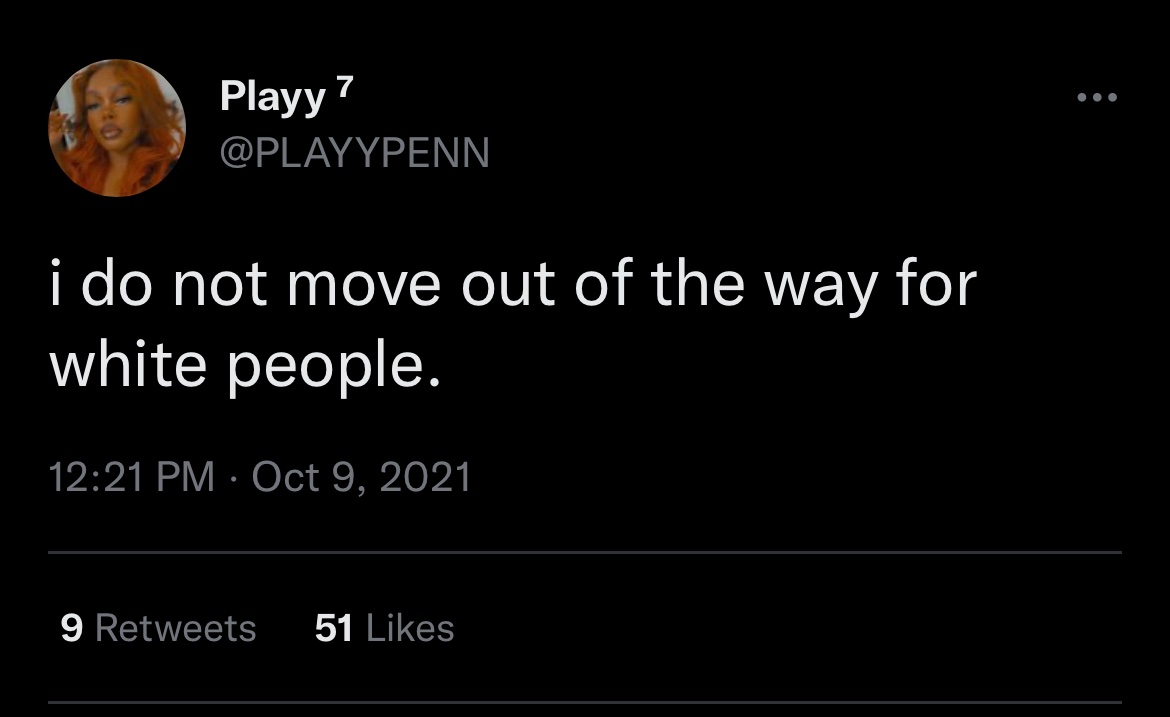 Playy ⁷
@PLAYYPENN
i do not move out of the way for
white people.
12:21 PM · Oct 9, 2021
9 Retweets 51 Likes